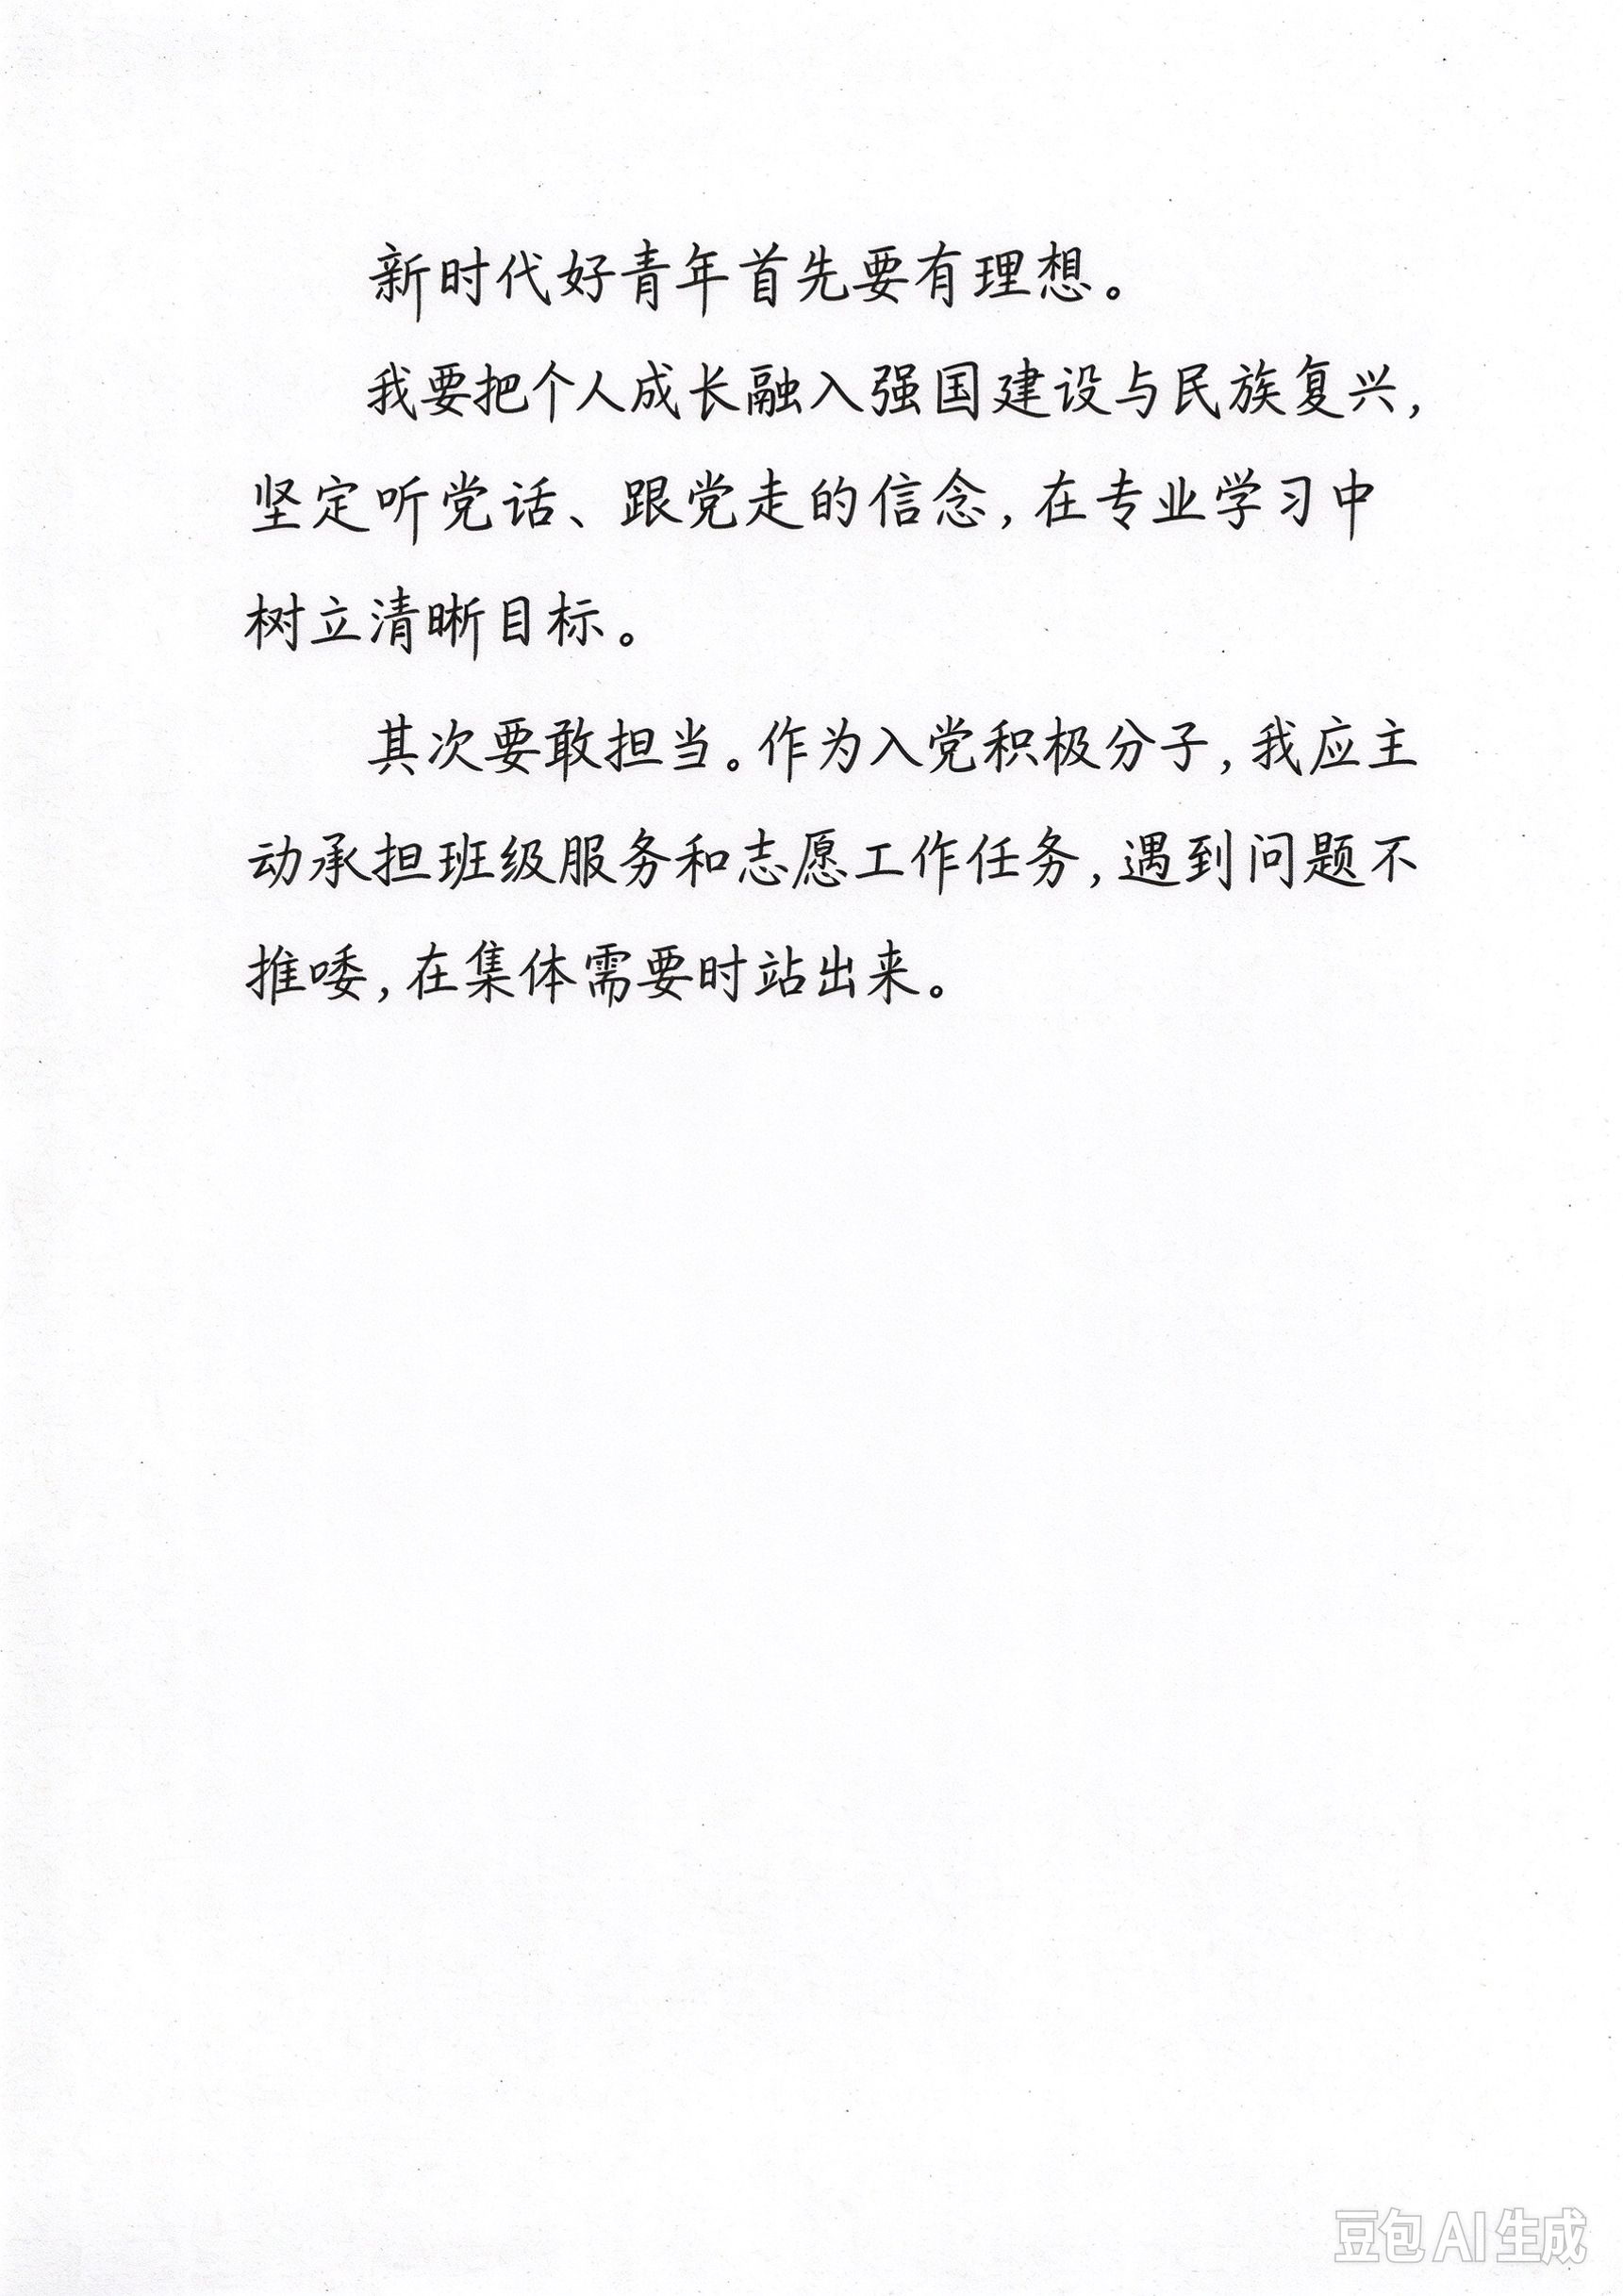 新时代好青年首先要有理想。
我要把个人成长融入强国建设与民族复兴,
坚定听党话、跟党走的信念,在专业学习中
树立清晰目标。
其次要敢担当。作为入党积极分子,我应主
动承担班级服务和志愿工作任务,遇到问题不
推唩,在集体需要时站出来。
豆包AI生成